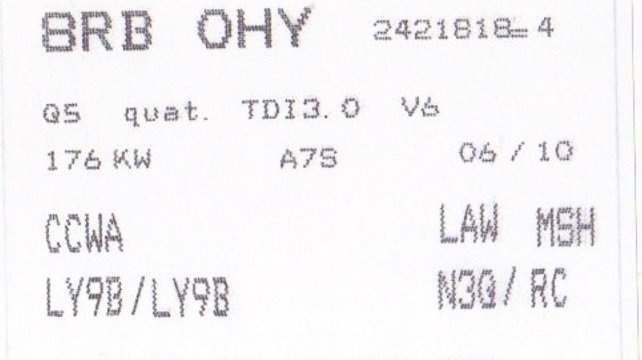 8RB OHY 2421818=4
Q5 quat. TDI3.0 V6
176 KW A7S 06 / 10
CCWA LAW MSH
LY9B/LY9B N3Q/ RC